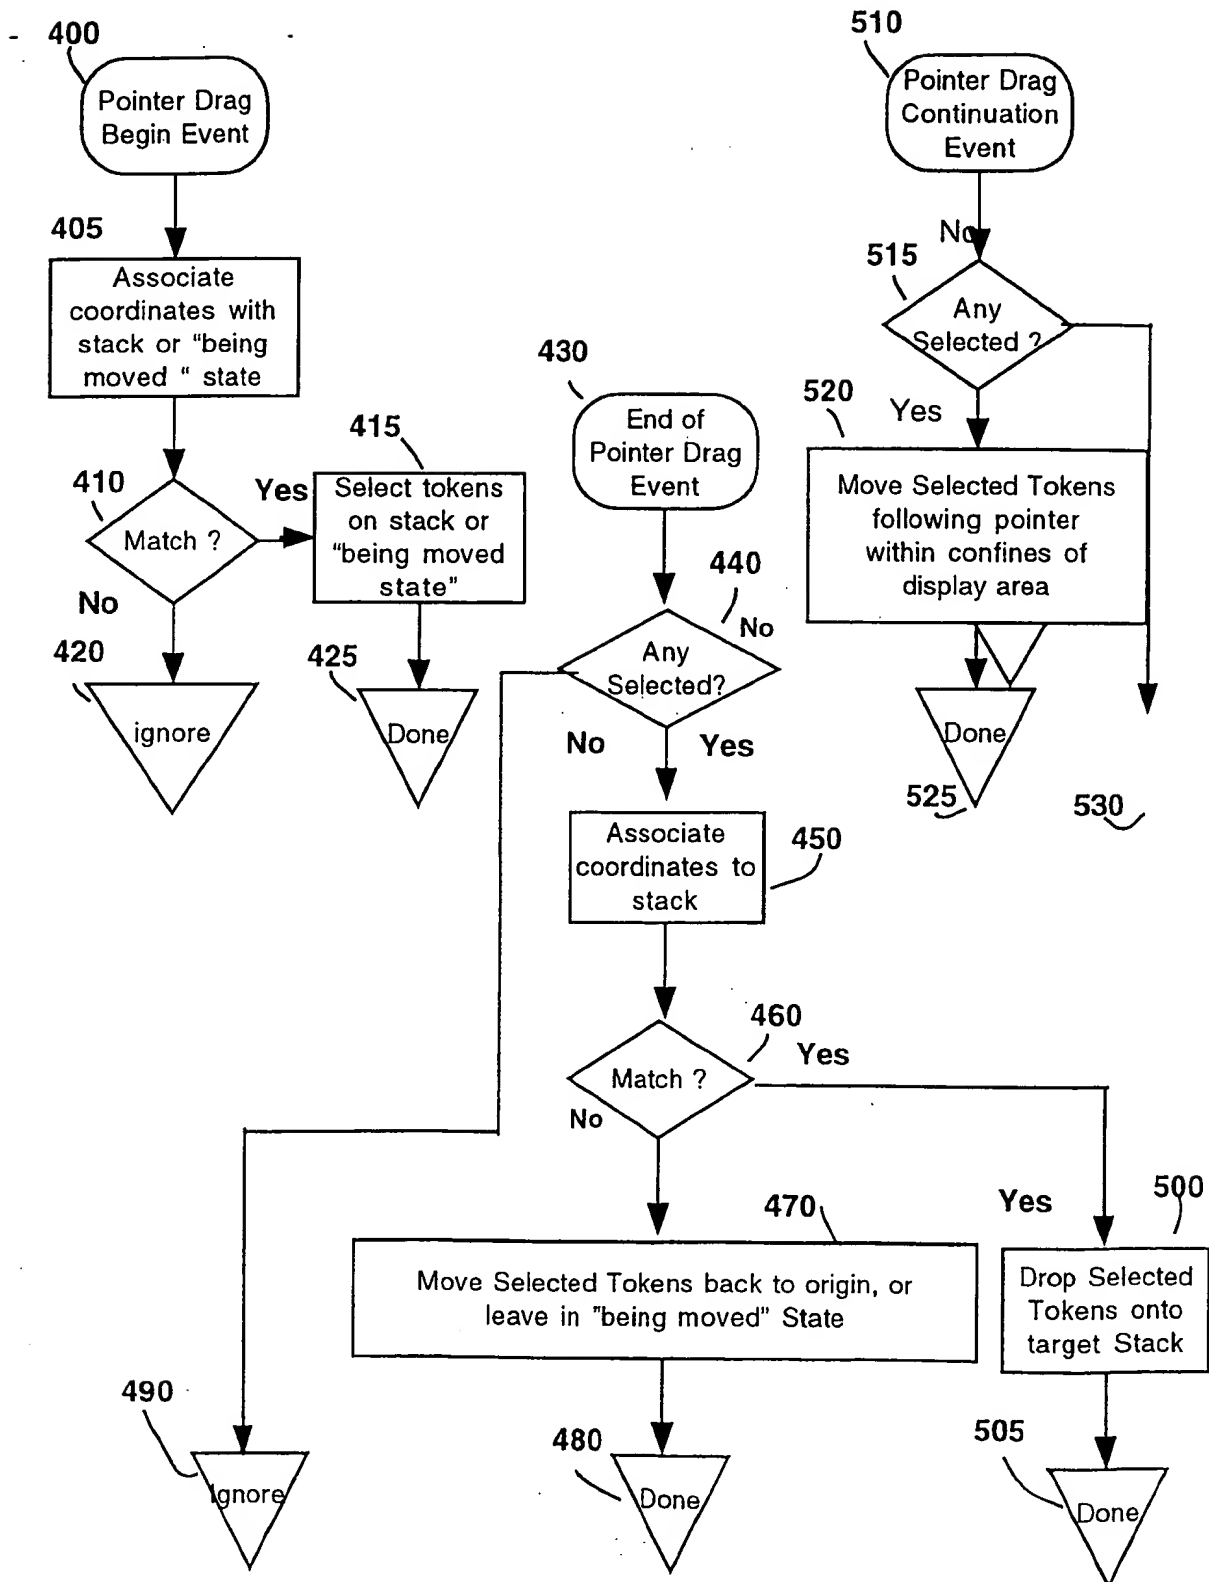 400
Pointer Drag
Begin Event
405
Associate
coordinates with
stack or "being
moved " state
410
Match ?
Yes
No
415
Select tokens
on stack or
"being moved
state"
420
ignore
425
Done
430
End of
Pointer Drag
Event
440
No
Any
Selected?
No
Yes
450
Associate
coordinates to
stack
460
Match ?
Yes
No
470
Move Selected Tokens back to origin, or
leave in "being moved" State
480
Done
490
Ignore
Yes
500
Drop Selected
Tokens onto
target Stack
505
Done
510
Pointer Drag
Continuation
Event
No
515
Any
Selected ?
Yes
520
Move Selected Tokens
following pointer
within confines of
display area
Done
525
530